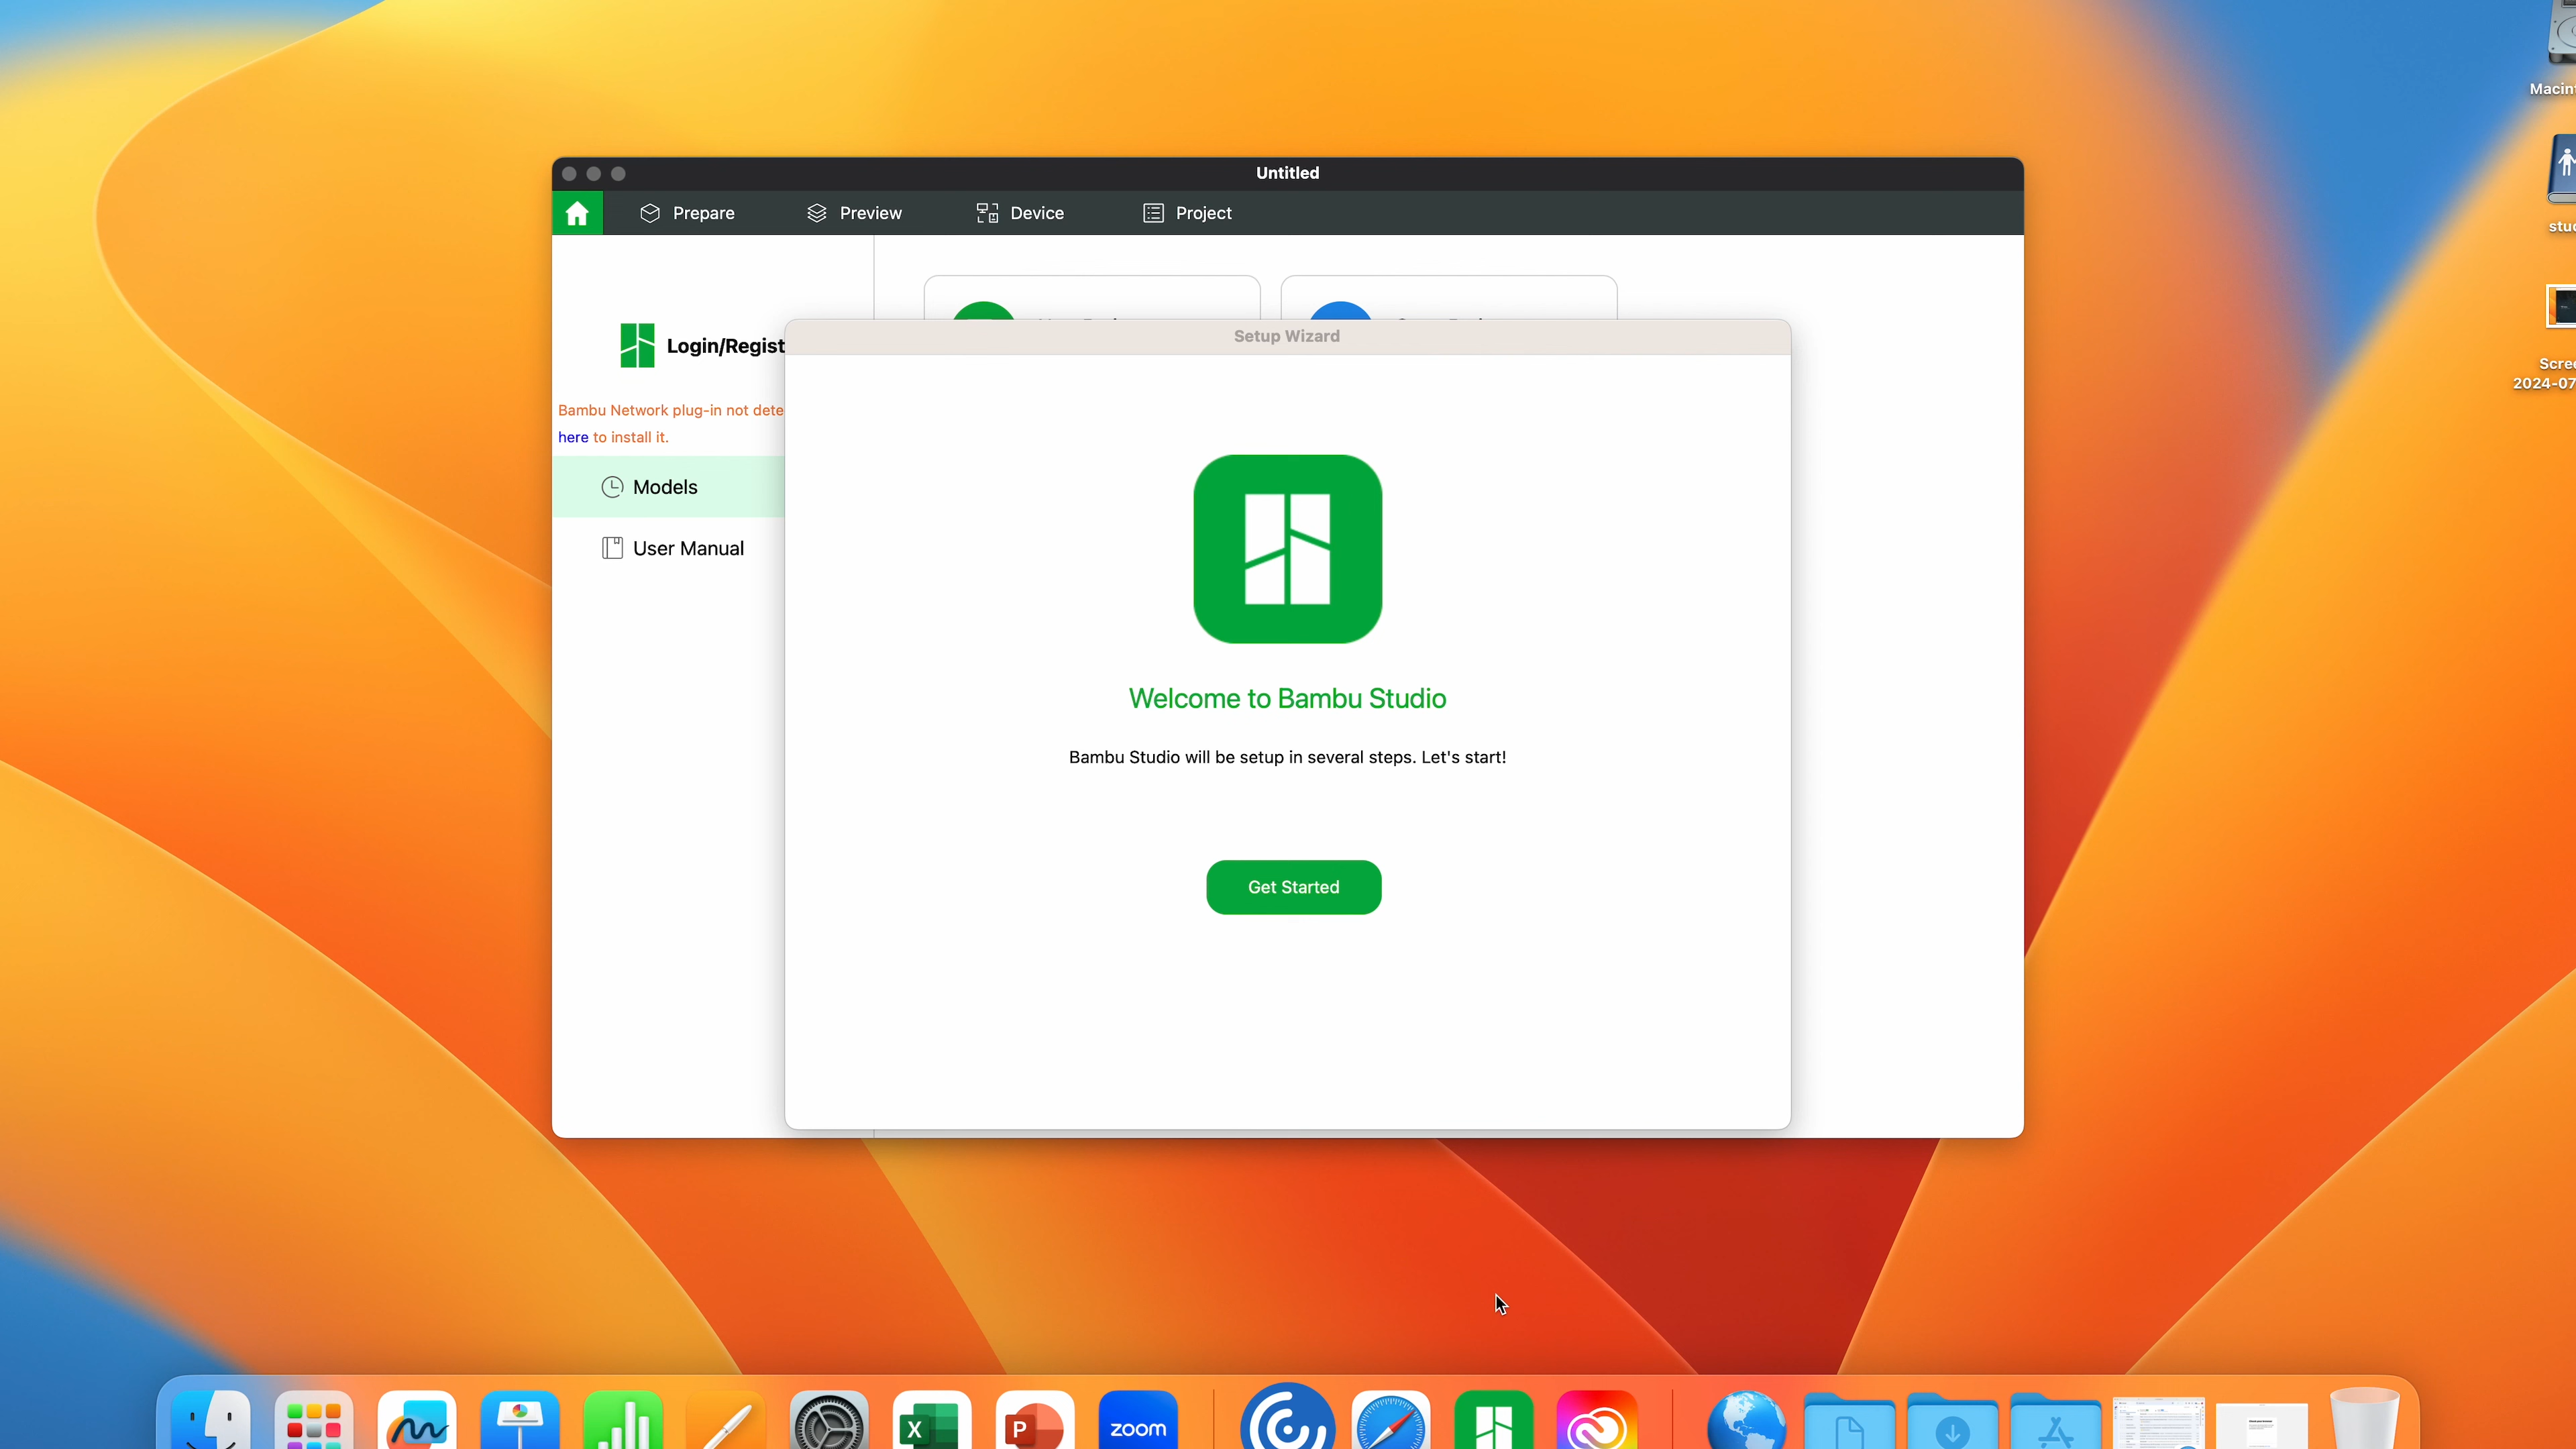 Untitled
Prepare
Preview
Device
Project
Login/Regist
Setup Wizard
Bambu Network plug-in not dete
here to install it.
Models
User Manual
Welcome to Bambu Studio
Bambu Studio will be setup in several steps. Let's start!
Get Started
Macin
stu
Scree
2024-07
X
P
zoom